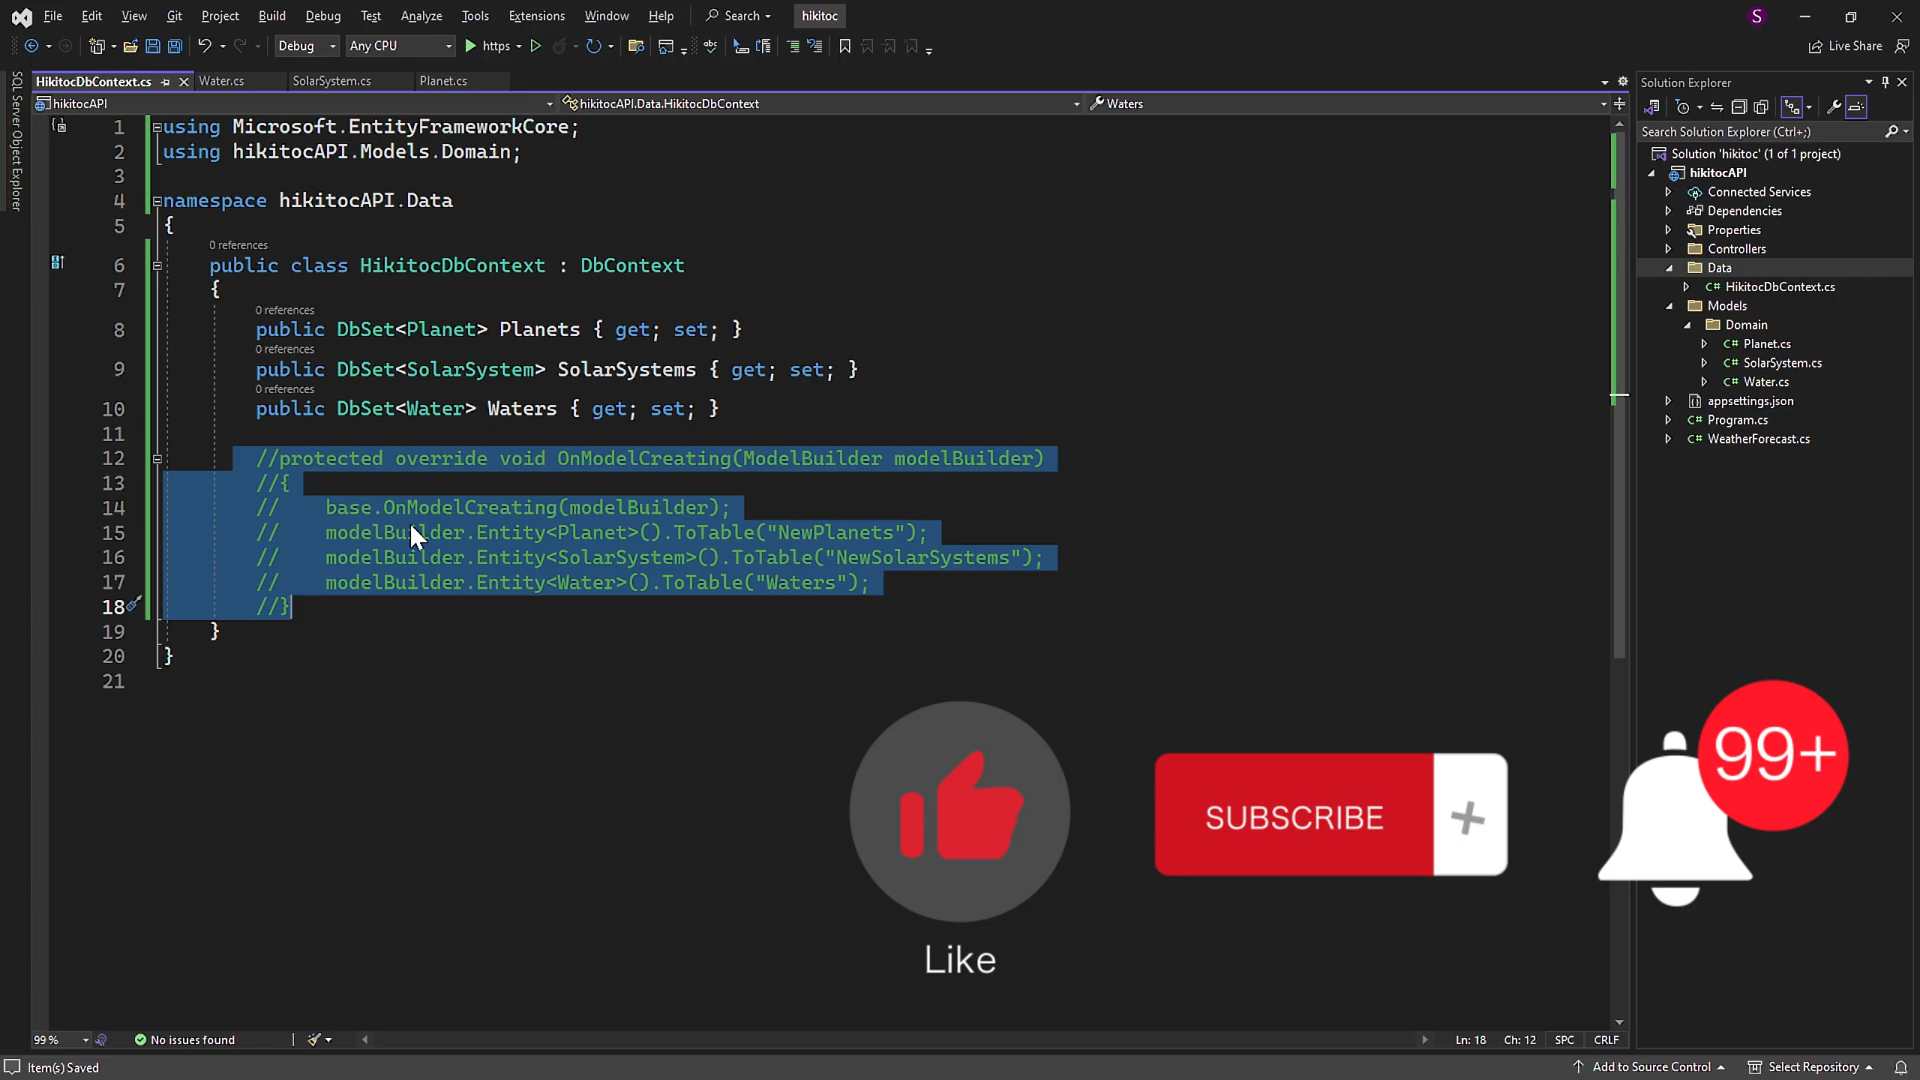 File Edit View Git Project Build Debug Test Analyze Tools Extensions Window Help Search hikitoc S
Debug Any CPU https Live Share
SQL Server Object Explorer
HikitocDbContext.cs Water.cs SolarSystem.cs Planet.cs
hikitocAPI hikitocAPI.Data.HikitocDbContext Waters
1 using Microsoft.EntityFrameworkCore;
2 using hikitocAPI.Models.Domain;
3
4 namespace hikitocAPI.Data
5 {
0 references
6 public class HikitocDbContext : DbContext
7 {
0 references
8 public DbSet<Planet> Planets { get; set; }
0 references
9 public DbSet<SolarSystem> SolarSystems { get; set; }
0 references
10 public DbSet<Water> Waters { get; set; }
11
12 //protected override void OnModelCreating(ModelBuilder modelBuilder)
13 //{
14 // base.OnModelCreating(modelBuilder);
15 // modelBuilder.Entity<Planet>().ToTable("NewPlanets");
16 // modelBuilder.Entity<SolarSystem>().ToTable("NewSolarSystems");
17 // modelBuilder.Entity<Water>().ToTable("Waters");
18 //}
19 }
20 }
21
Solution Explorer
Search Solution Explorer (Ctrl+;)
Solution 'hikitoc' (1 of 1 project)
hikitocAPI
Connected Services
Dependencies
Properties
Controllers
Data
C# HikitocDbContext.cs
Models
Domain
C# Planet.cs
C# SolarSystem.cs
C# Water.cs
appsettings.json
C# Program.cs
C# WeatherForecast.cs
99+
SUBSCRIBE +
Like
99 % No issues found Ln: 18 Ch: 12 SPC CRLF
Item(s) Saved Add to Source Control Select Repository